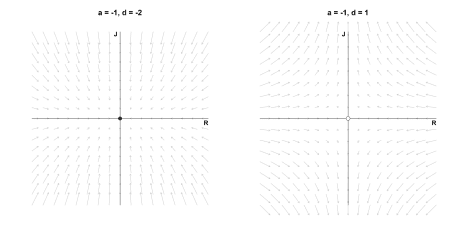 a = -1, d = -2
J
R
a = -1, d = 1
J
R